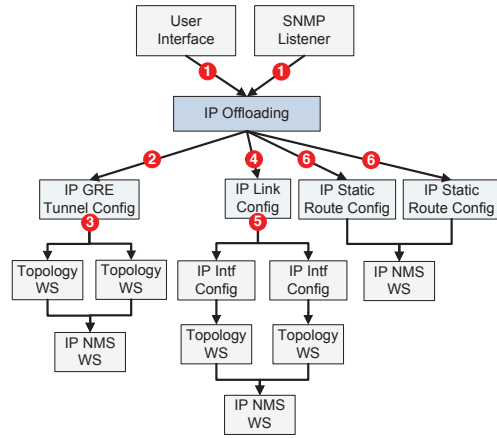 User
Interface
SNMP
Listener
1
1
IP Offloading
2
4
6
6
IP GRE
Tunnel Config
IP Link
Config
IP Static
Route Config
IP Static
Route Config
3
5
Topology
WS
Topology
WS
IP Intf
Config
IP Intf
Config
IP NMS
WS
IP NMS
WS
Topology
WS
Topology
WS
IP NMS
WS